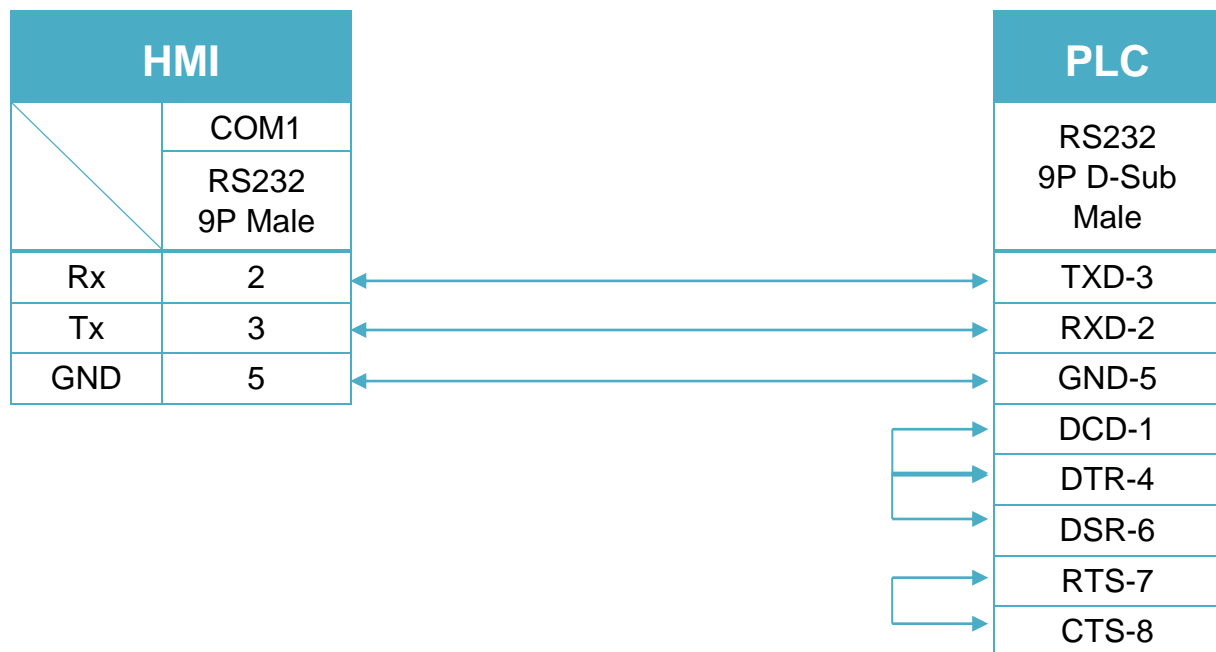 HMI
PLC
COM1
RS232
9P Male
RS232
9P D-Sub
Male
Rx 2 TXD-3
Tx 3 RXD-2
GND 5 GND-5
DCD-1
DTR-4
DSR-6
RTS-7
CTS-8